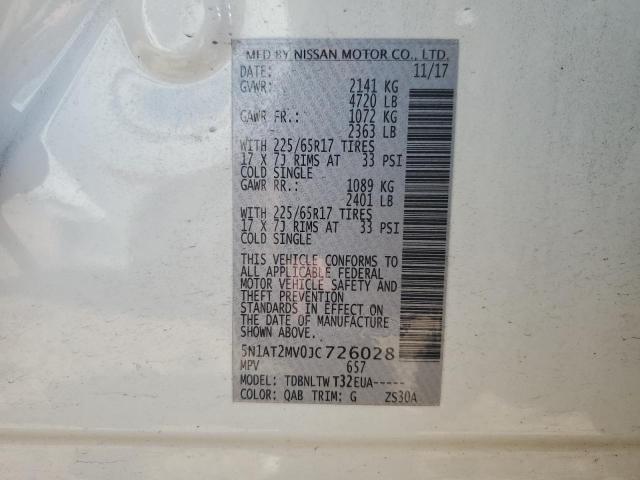 MFD BY NISSAN MOTOR CO., LTD.
DATE: 11/17
GVWR: 2141 KG
4720 LB
GAWR FR.: 1072 KG
2363 LB
WITH 225/65R17 TIRES
17 X 7J RIMS AT 33 PSI
COLD SINGLE
GAWR RR.: 1089 KG
2401 LB
WITH 225/65R17 TIRES
17 X 7J RIMS AT 33 PSI
COLD SINGLE
THIS VEHICLE CONFORMS TO
ALL APPLICABLE FEDERAL
MOTOR VEHICLE SAFETY AND
THEFT PREVENTION
STANDARDS IN EFFECT ON
THE DATE OF MANUFACTURE
SHOWN ABOVE.
5N1AT2MV0JC726028
MPV 657
MODEL: TDBNLTWT32EUA-----
COLOR: QAB TRIM: G ZS30A